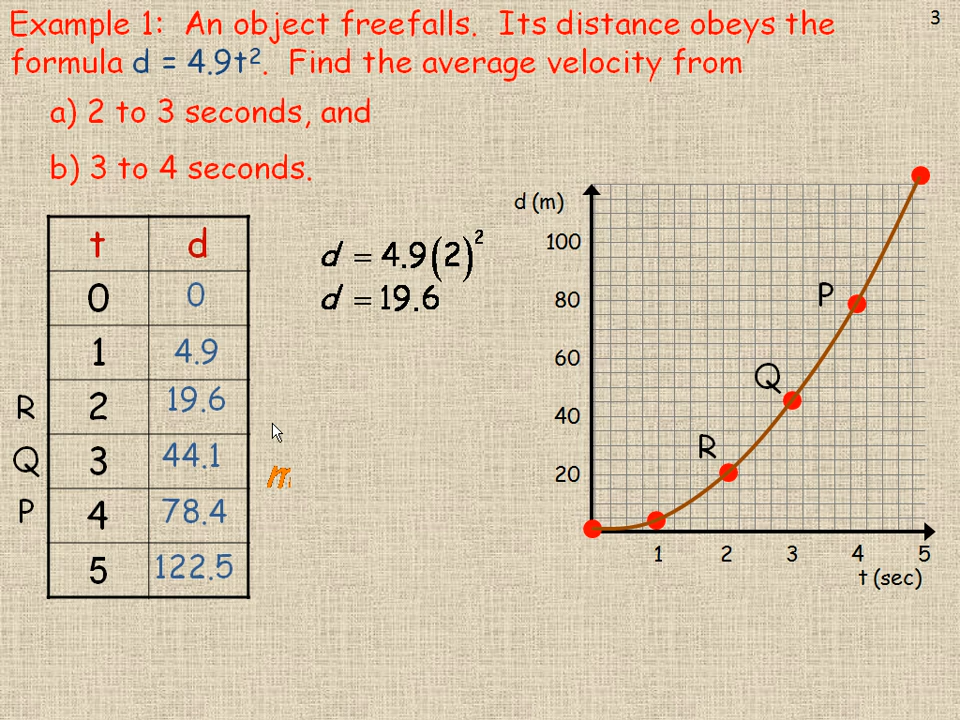 3
Example 1: An object freefalls. Its distance obeys the
formula d = 4.9t². Find the average velocity from
a) 2 to 3 seconds, and
b) 3 to 4 seconds.
t d
0 0
1 4.9
R 2 19.6
Q 3 44.1
P 4 78.4
5 122.5
d = 4.9(2)²
d = 19.6
m
d (m)
100
80
60
40
20
P
Q
R
1 2 3 4 5
t (sec)